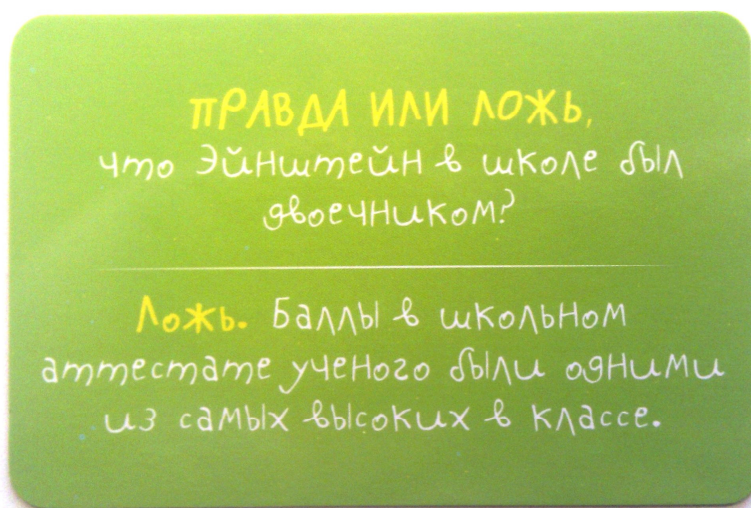 ПРАВДА ИЛИ ЛОЖЬ,
что Эйнштейн в школе был
двоечником?
Ложь. Баллы в школьном
аттестате ученого были одними
из самых высоких в классе.